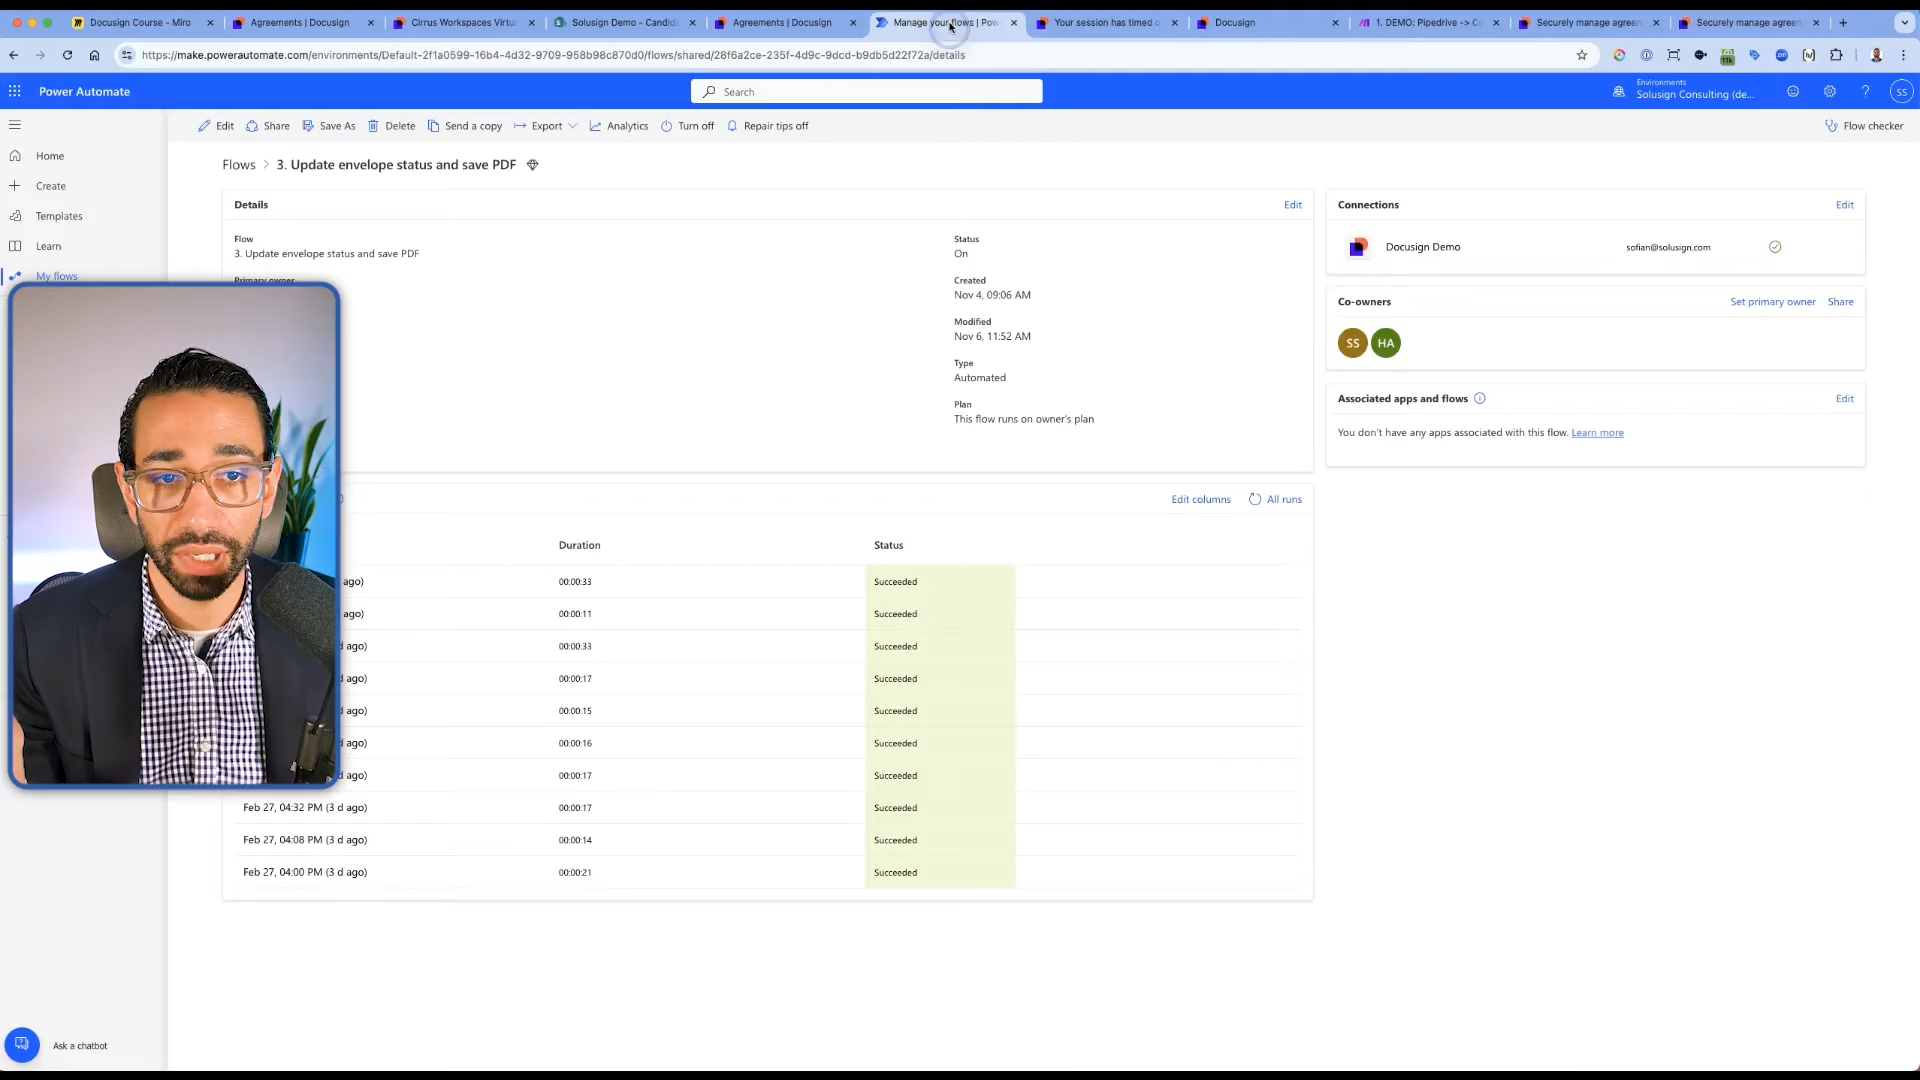 Docusign Course – Miro
Agreements | Docusign
Cirrus Workspaces Virtua
Solusign Demo - Candid
Agreements | Docusign
Manage your flows | Pow
Your session has timed o
Docusign
1. DEMO: Pipedrive -> C
Securely manage agreem
Securely manage agreem
https://make.powerautomate.com/environments/Default-2f1a0599-16b4-4d32-9709-958b98c870d0/flows/shared/28f6a2ce-235f-4d9c-9dcd-b9db5d22f72a/details
Power Automate
Search
Environments
Solusign Consulting (de...
SS
Edit
Share
Save As
Delete
Send a copy
Export
Analytics
Turn off
Repair tips off
Flow checker
Home
Create
Templates
Learn
My flows
Flows > 3. Update envelope status and save PDF
Details
Edit
Flow
3. Update envelope status and save PDF
Primary owner
Status
On
Created
Nov 4, 09:06 AM
Modified
Nov 6, 11:52 AM
Type
Automated
Plan
This flow runs on owner's plan
Connections
Edit
Docusign Demo
sofian@solusign.com
Co-owners
Set primary owner
Share
SS
HA
Associated apps and flows
Edit
You don't have any apps associated with this flow. Learn more
Edit columns
All runs
Duration
Status
ago)
00:00:33
Succeeded
ago)
00:00:11
Succeeded
d ago)
00:00:33
Succeeded
d ago)
00:00:17
Succeeded
d ago)
00:00:15
Succeeded
d ago)
00:00:16
Succeeded
d ago)
00:00:17
Succeeded
Feb 27, 04:32 PM (3 d ago)
00:00:17
Succeeded
Feb 27, 04:08 PM (3 d ago)
00:00:14
Succeeded
Feb 27, 04:00 PM (3 d ago)
00:00:21
Succeeded
Ask a chatbot